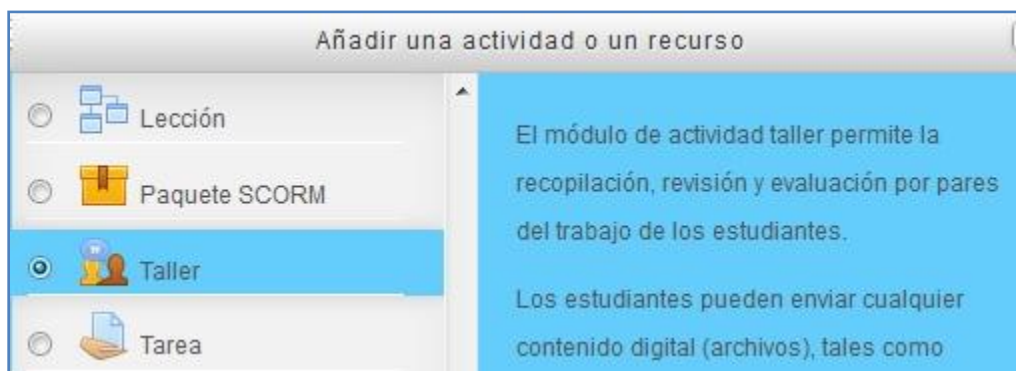 Añadir una actividad o un recurso
Lección
Paquete SCORM
Taller
Tarea
El módulo de actividad taller permite la
recopilación, revisión y evaluación por pares
del trabajo de los estudiantes.
Los estudiantes pueden enviar cualquier
contenido digital (archivos), tales como